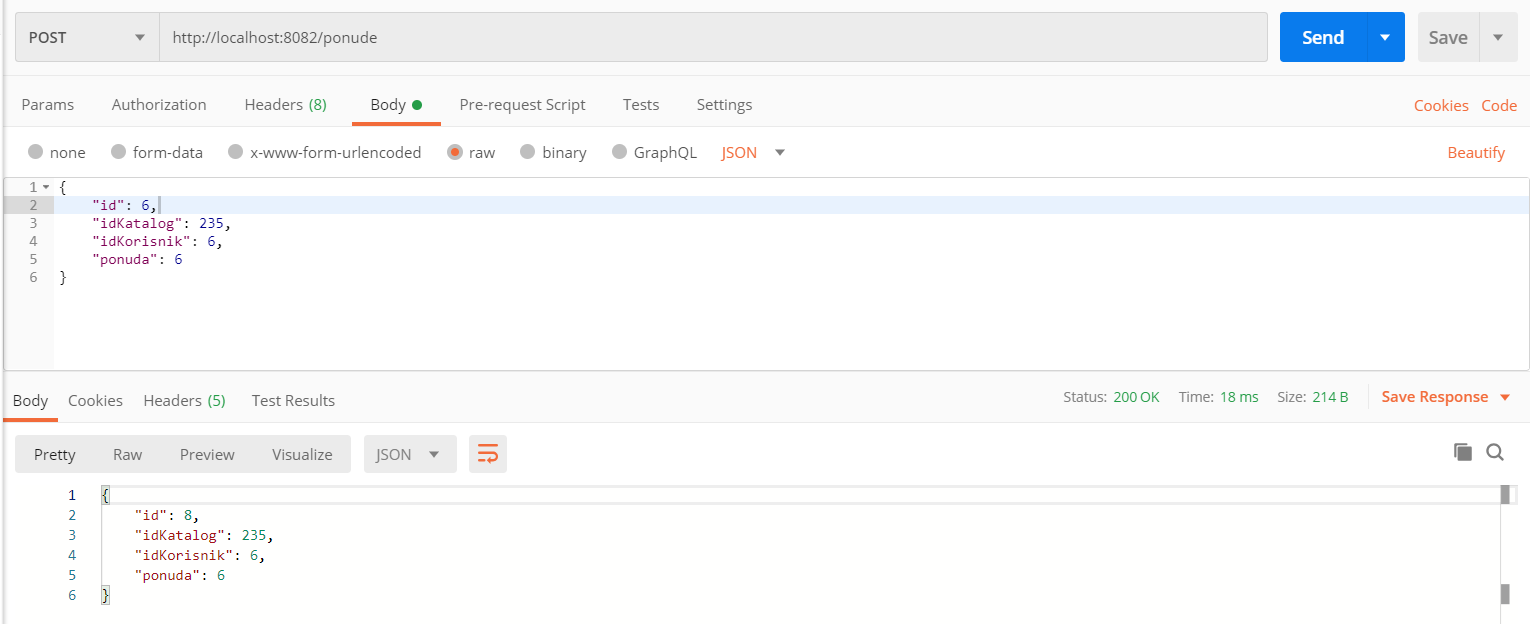 POST http://localhost:8082/ponude Send Save
Params Authorization Headers (8) Body Pre-request Script Tests Settings Cookies Code
none form-data x-www-form-urlencoded raw binary GraphQL JSON Beautify
1 {
2 "id": 6,
3 "idKatalog": 235,
4 "idKorisnik": 6,
5 "ponuda": 6
6 }
Body Cookies Headers (5) Test Results Status: 200 OK Time: 18 ms Size: 214 B Save Response
Pretty Raw Preview Visualize JSON
1 {
2 "id": 8,
3 "idKatalog": 235,
4 "idKorisnik": 6,
5 "ponuda": 6
6 }